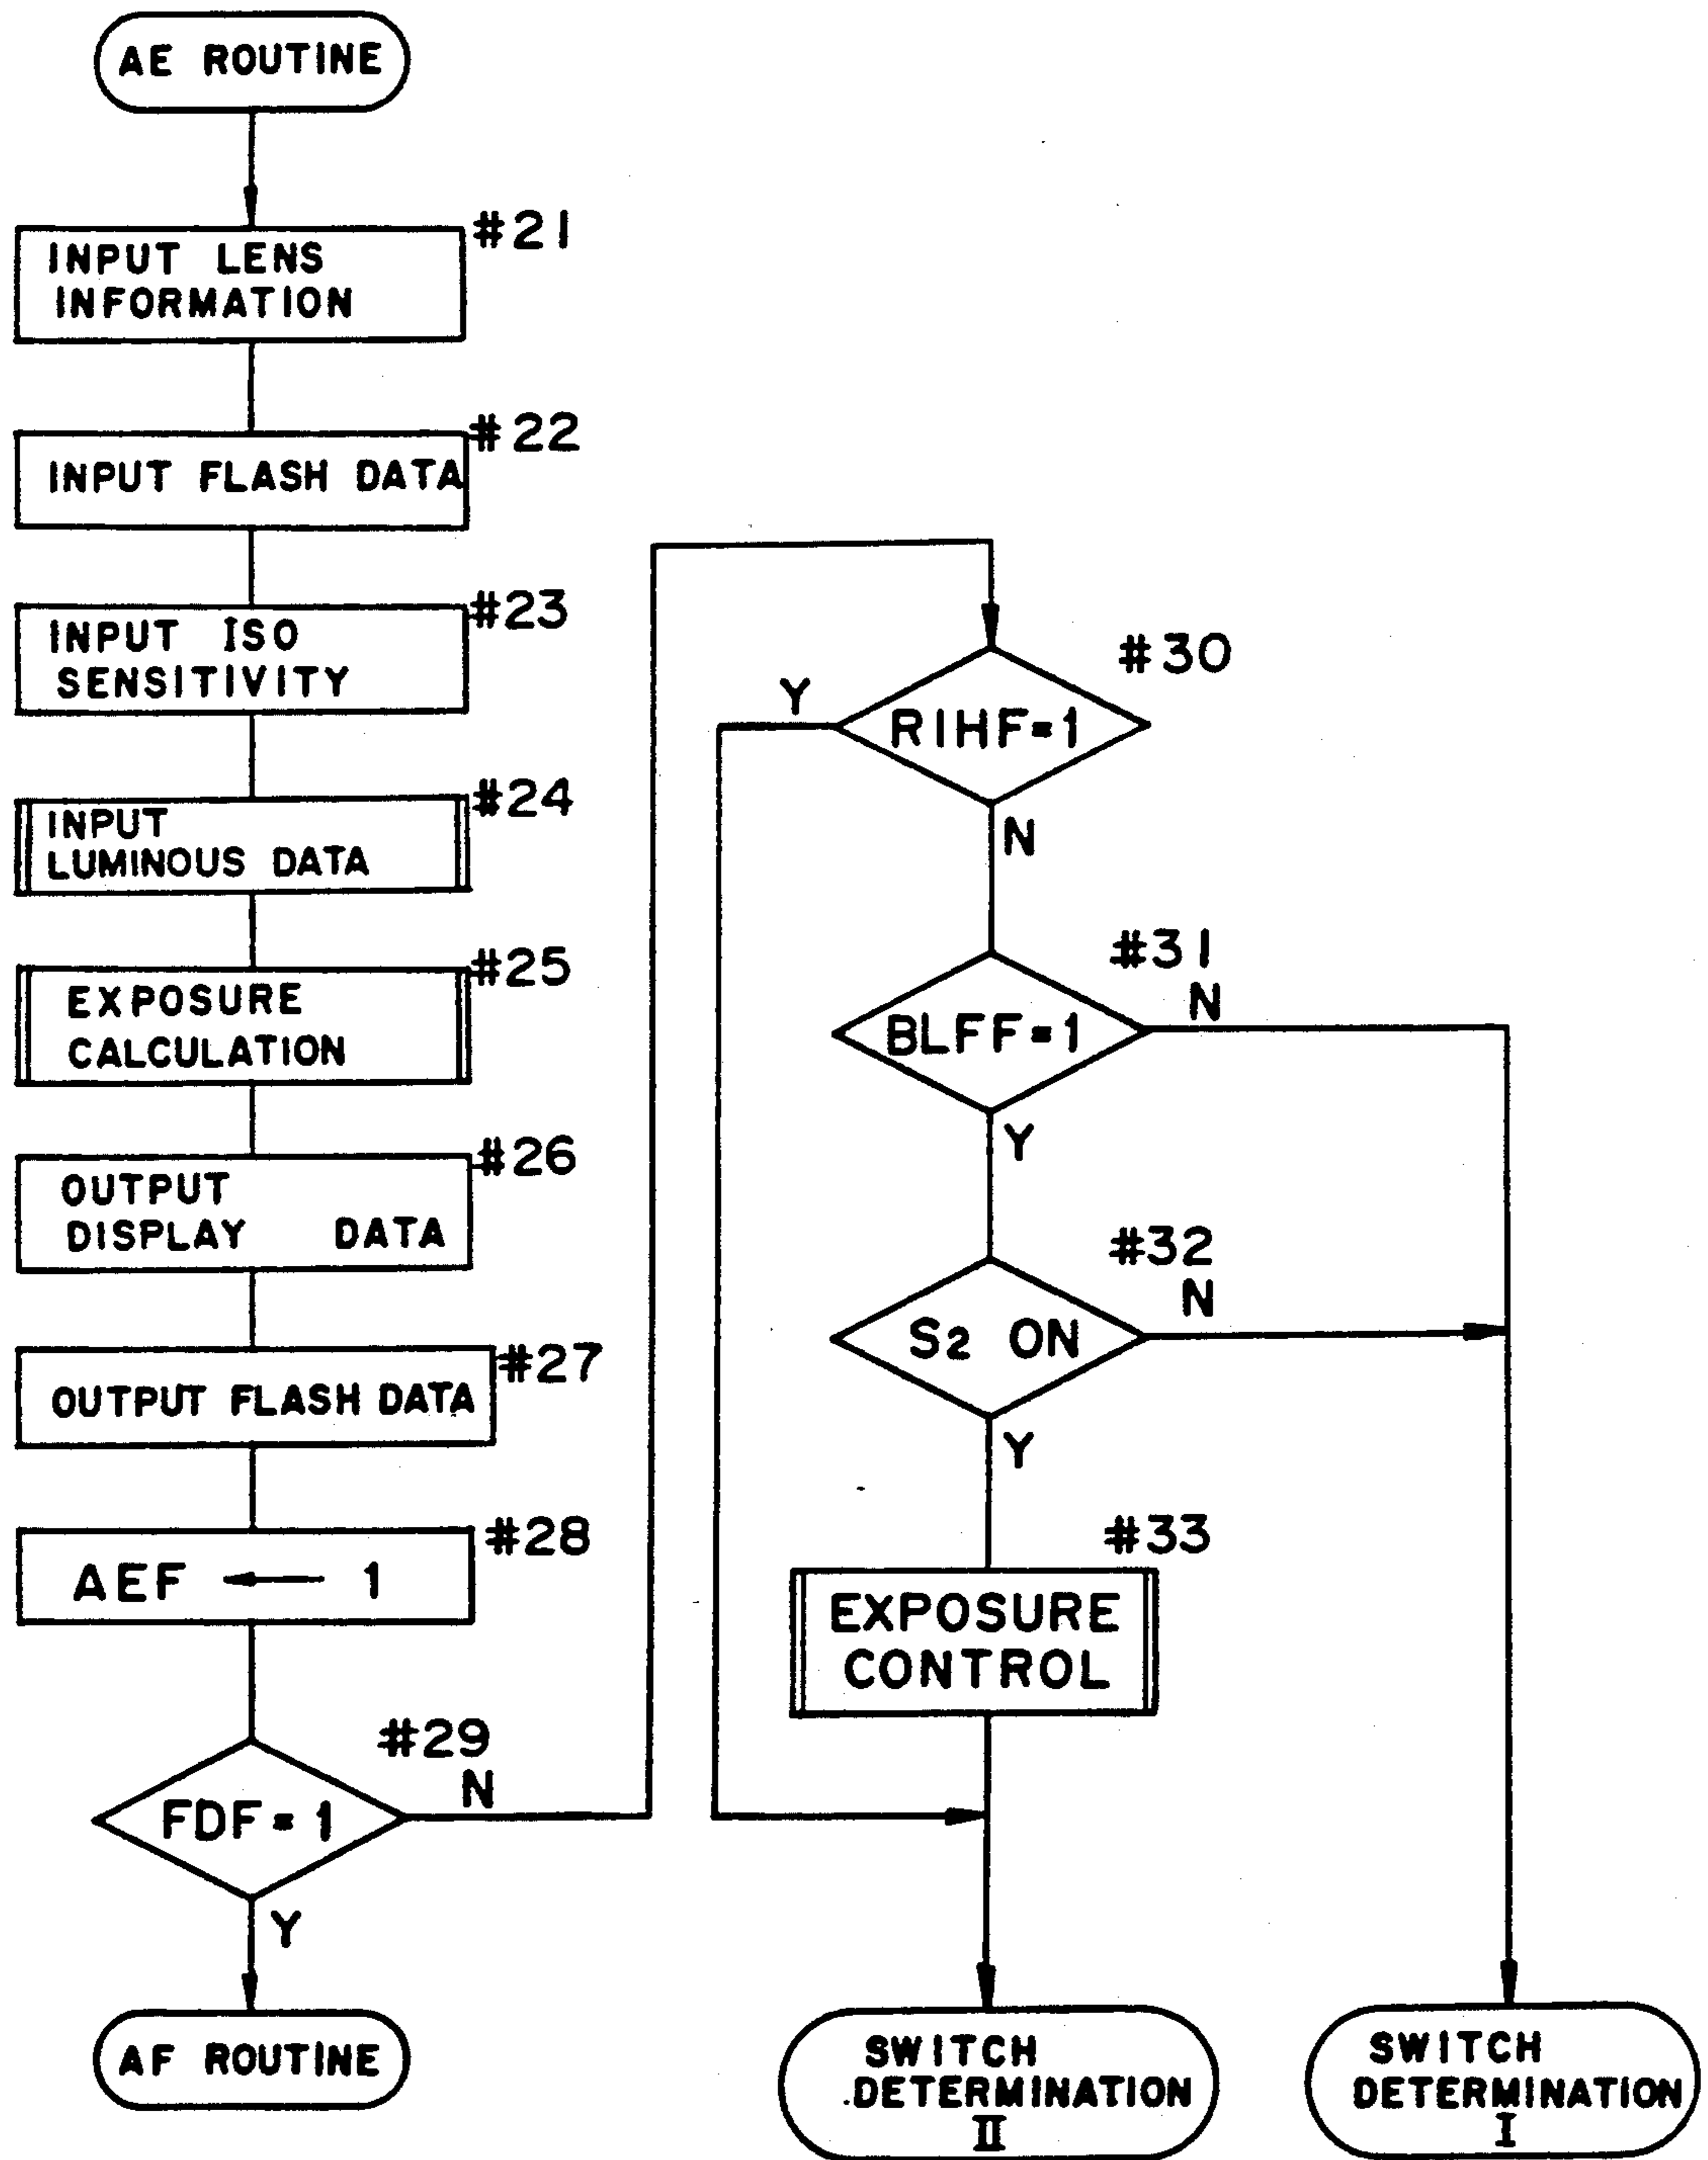 AE ROUTINE
#21
INPUT LENS
INFORMATION
#22
INPUT FLASH DATA
#23
INPUT ISO
SENSITIVITY
#24
INPUT
LUMINOUS DATA
#25
EXPOSURE
CALCULATION
#26
OUTPUT
DISPLAY DATA
#27
OUTPUT FLASH DATA
#28
AEF ← 1
#29
N
FDF=1
Y
AF ROUTINE
#30
Y
RIHF=1
N
#31
N
BLFF=1
Y
#32
N
S2 ON
Y
#33
EXPOSURE
CONTROL
SWITCH
DETERMINATION
II
SWITCH
DETERMINATION
I